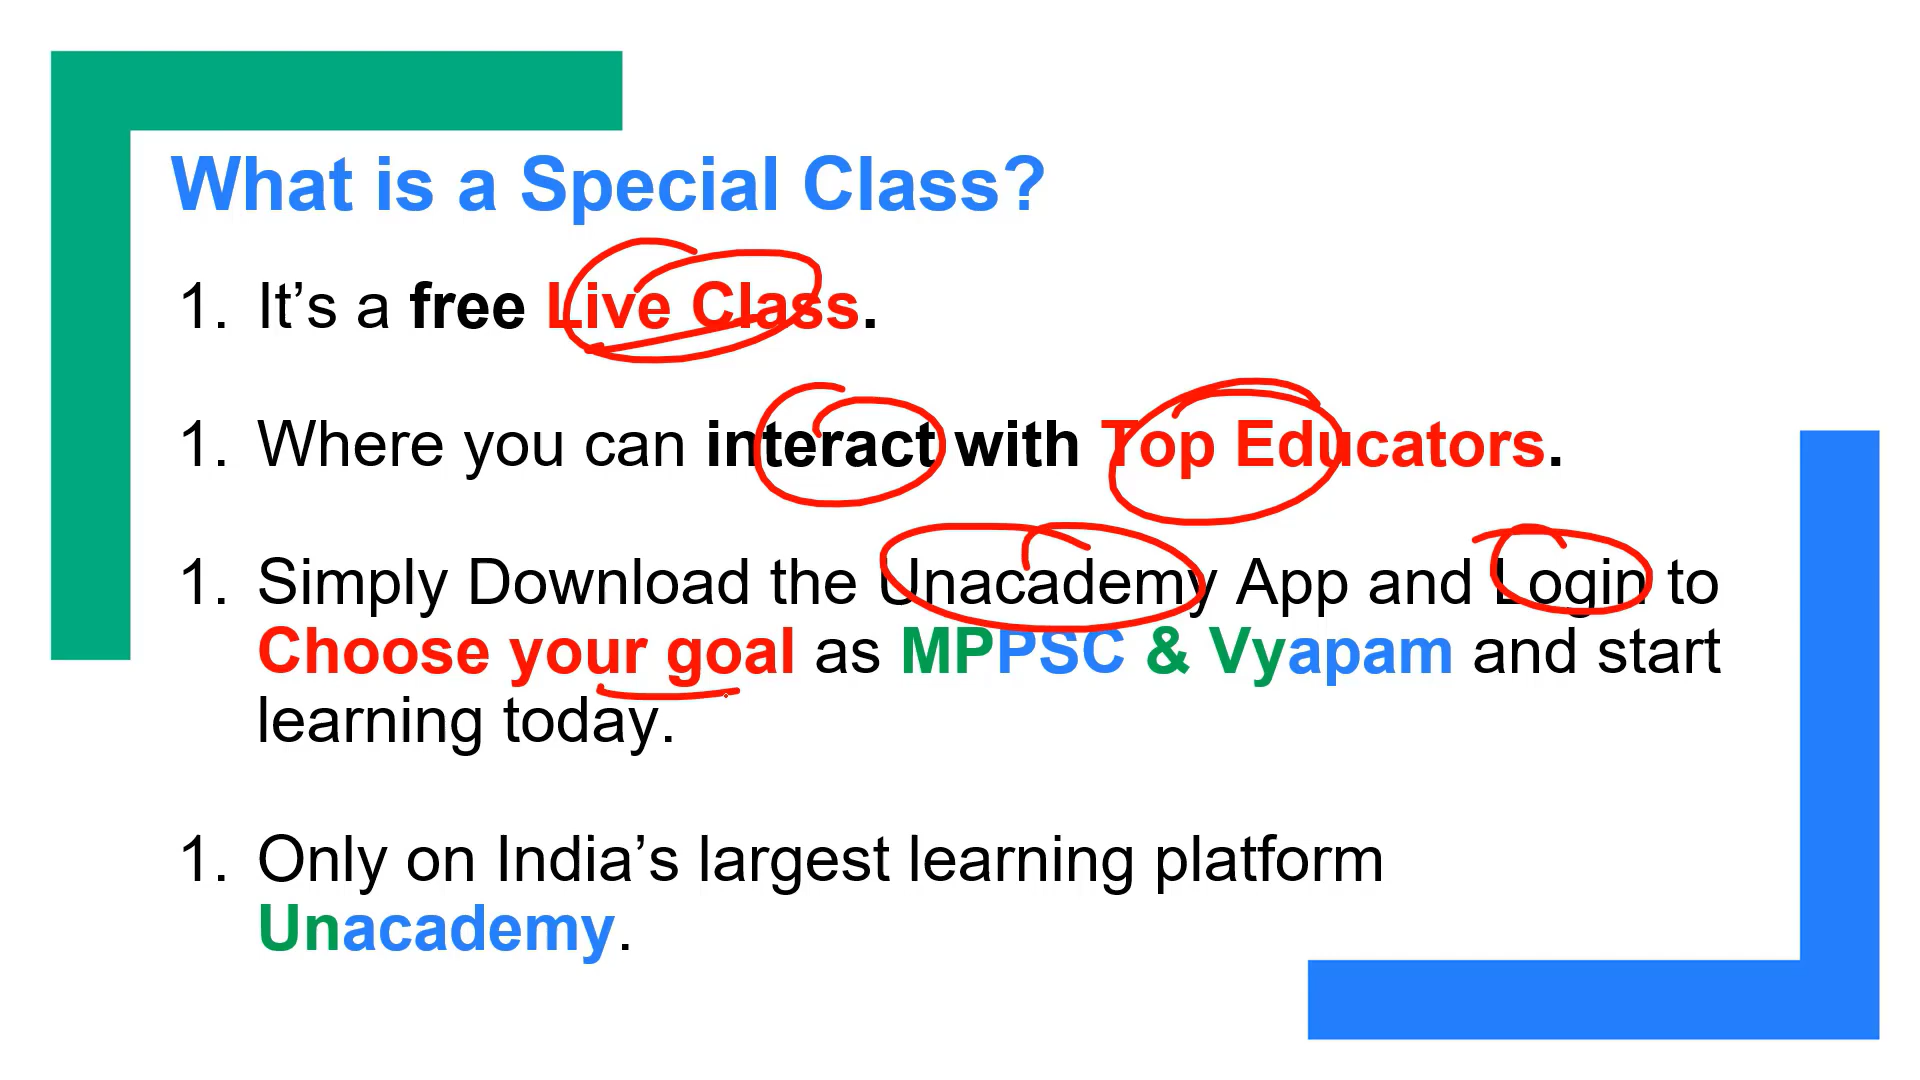 What is a Special Class?
1. It’s a free Live Class.
1. Where you can interact with Top Educators.
1. Simply Download the Unacademy App and Login to
Choose your goal as MPPSC & Vyapam and start
learning today.
1. Only on India’s largest learning platform
Unacademy.